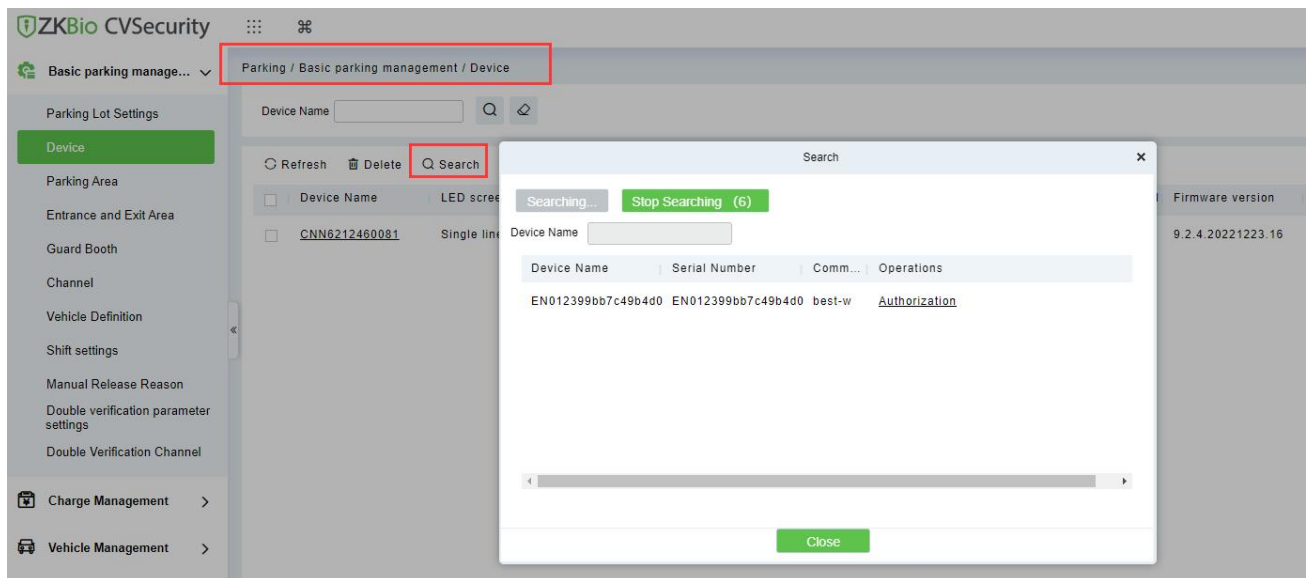 ZKBio CVSecurity
Basic parking manage...
Parking Lot Settings
Device
Parking Area
Entrance and Exit Area
Guard Booth
Channel
Vehicle Definition
Shift settings
Manual Release Reason
Double verification parameter
settings
Double Verification Channel
Charge Management
Vehicle Management
Parking / Basic parking management / Device
Device Name
Refresh Delete Search
Device Name LED scree Firmware version
CNN6212460081 Single line 9.2.4.20221223.16
Search
Searching... Stop Searching (6)
Device Name
Device Name Serial Number Comm... Operations
EN012399bb7c49b4d0 EN012399bb7c49b4d0 best-w Authorization
Close